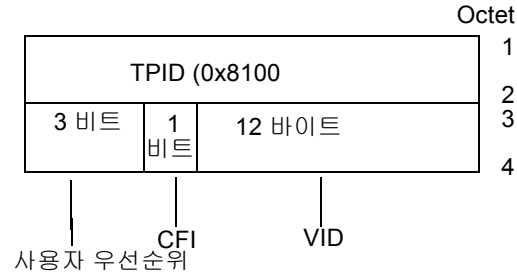 Octet
1
TPID (0x8100
2
3 비트
1
비트
12 바이트
3
4
CFI
VID
사용자 우선순위